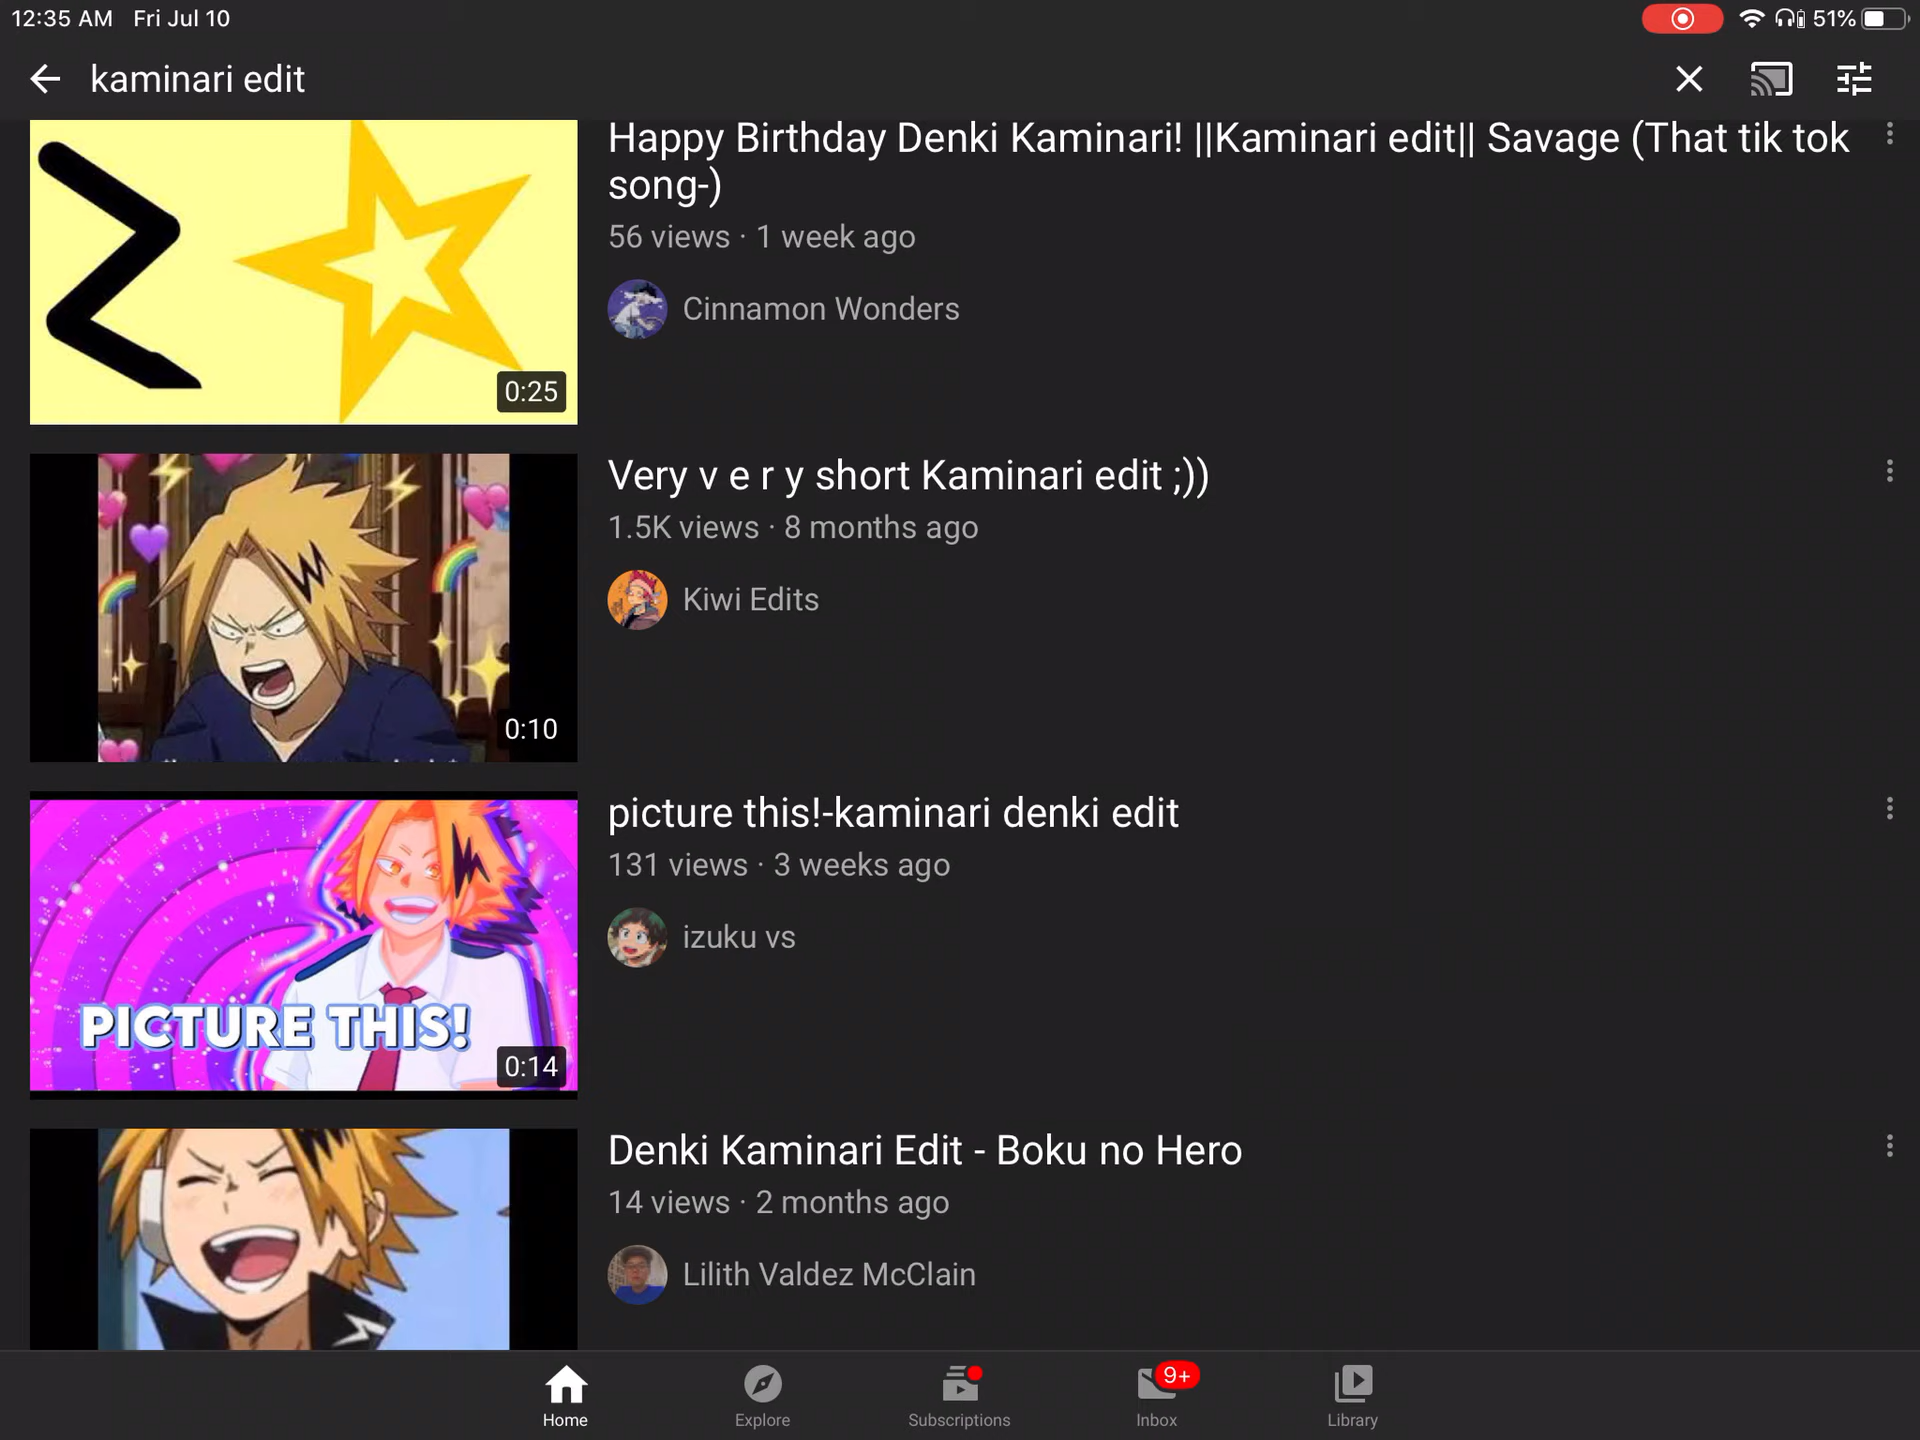 12:35 AM Fri Jul 10
51%
kaminari edit
Happy Birthday Denki Kaminari! ||Kaminari edit|| Savage (That tik tok
song-)
56 views · 1 week ago
Cinnamon Wonders
0:25
Very v e r y short Kaminari edit ;))
1.5K views · 8 months ago
Kiwi Edits
0:10
picture this!-kaminari denki edit
131 views · 3 weeks ago
izuku vs
PICTURE THIS!
0:14
Denki Kaminari Edit - Boku no Hero
14 views · 2 months ago
Lilith Valdez McClain
9+
Home
Explore
Subscriptions
Inbox
Library